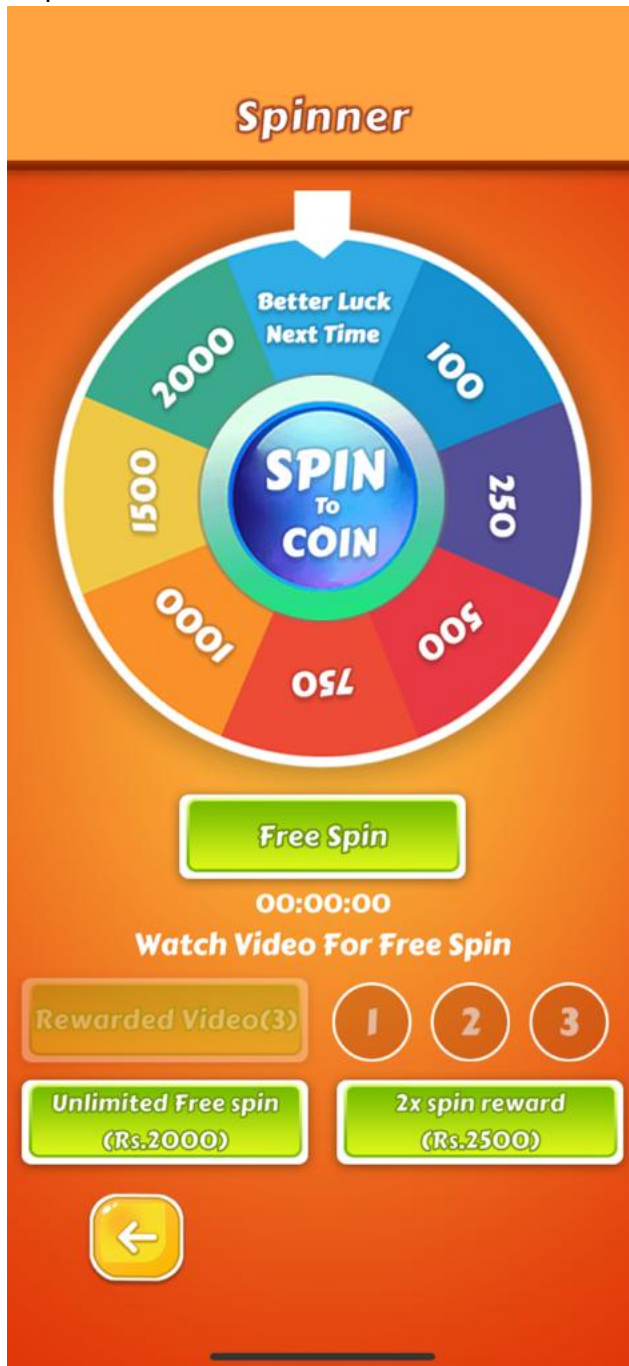 Spinner
Better Luck
Next Time
100
250
500
750
1000
1500
2000
SPIN
To
COIN
Free Spin
00:00:00
Watch Video For Free Spin
Rewarded Video(3)
1
2
3
Unlimited Free spin
(Rs.2000)
2x spin reward
(Rs.2500)